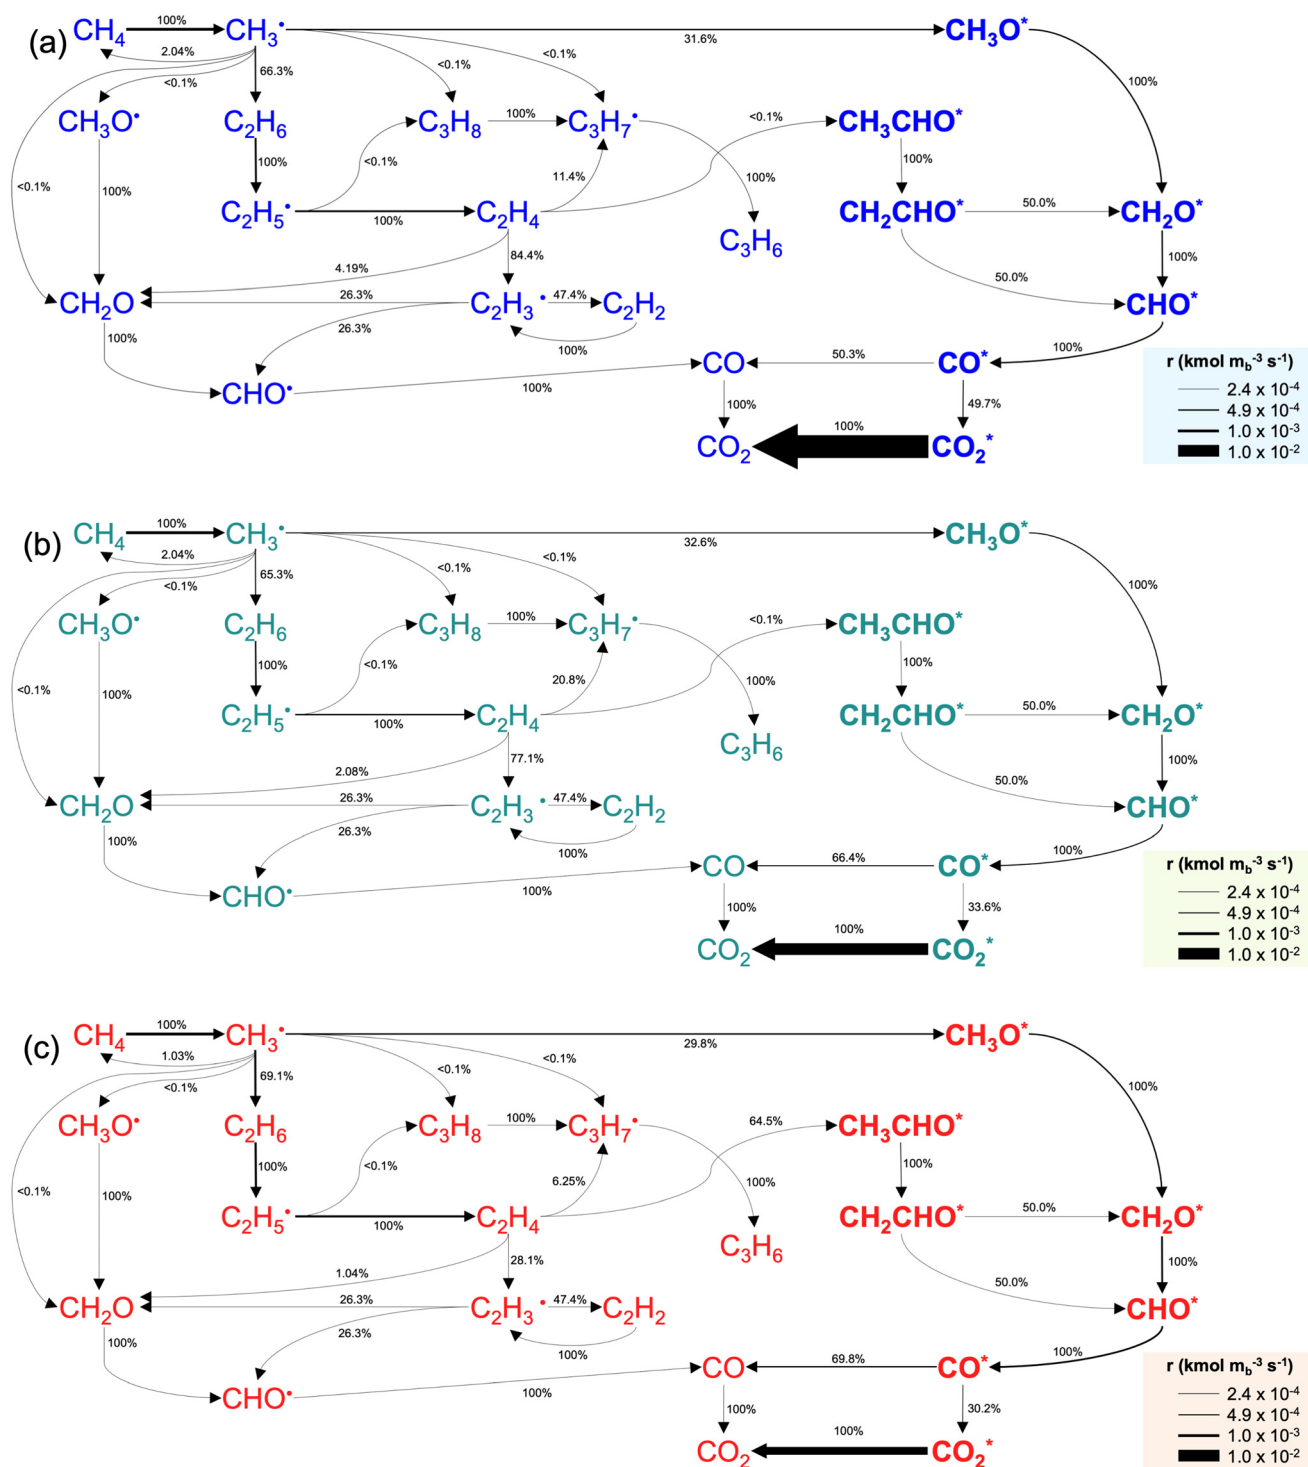 (a)
CH₄ 100% CH₃• 31.6% CH₃O*
2.04% <0.1% <0.1% <0.1% 66.3% 100%
CH₃O• C₂H₆ C₃H₈ 100% C₃H₇• <0.1% CH₃CHO*
<0.1% 100% 100% <0.1% 11.4% 100% 100%
C₂H₅• 100% C₂H₄ C₃H₆ CH₂CHO* 50.0% CH₂O*
4.19% 84.4% 50.0% 100%
CH₂O 26.3% C₂H₃• 47.4% C₂H₂ CHO*
100% 26.3% 100% 100%
CHO• 100% CO 50.3% CO*
100% 49.7%
CO₂ 100% CO₂*
r (kmol m_b⁻³ s⁻¹)
2.4 x 10⁻⁴
4.9 x 10⁻⁴
1.0 x 10⁻³
1.0 x 10⁻²
(b)
CH₄ 100% CH₃• 32.6% CH₃O*
2.04% <0.1% <0.1% <0.1% 65.3% 100%
CH₃O• C₂H₆ C₃H₈ 100% C₃H₇• <0.1% CH₃CHO*
<0.1% 100% 100% <0.1% 20.8% 100% 100%
C₂H₅• 100% C₂H₄ C₃H₆ CH₂CHO* 50.0% CH₂O*
2.08% 77.1% 50.0% 100%
CH₂O 26.3% C₂H₃• 47.4% C₂H₂ CHO*
100% 26.3% 100% 100%
CHO• 100% CO 66.4% CO*
100% 33.6%
CO₂ 100% CO₂*
r (kmol m_b⁻³ s⁻¹)
2.4 x 10⁻⁴
4.9 x 10⁻⁴
1.0 x 10⁻³
1.0 x 10⁻²
(c)
CH₄ 100% CH₃• 29.8% CH₃O*
1.03% <0.1% <0.1% <0.1% 69.1% 100%
CH₃O• C₂H₆ C₃H₈ 100% C₃H₇• 64.5% CH₃CHO*
<0.1% 100% 100% <0.1% 6.25% 100% 100%
C₂H₅• 100% C₂H₄ C₃H₆ CH₂CHO* 50.0% CH₂O*
1.04% 28.1% 50.0% 100%
CH₂O 26.3% C₂H₃• 47.4% C₂H₂ CHO*
100% 26.3% 100% 100%
CHO• 100% CO 69.8% CO*
100% 30.2%
CO₂ 100% CO₂*
r (kmol m_b⁻³ s⁻¹)
2.4 x 10⁻⁴
4.9 x 10⁻⁴
1.0 x 10⁻³
1.0 x 10⁻²